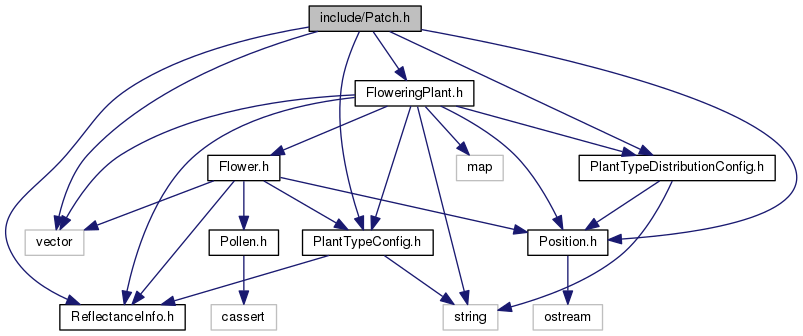 include/Patch.h
FloweringPlant.h
Flower.h
map
PlantTypeDistributionConfig.h
vector
Pollen.h
PlantTypeConfig.h
Position.h
ReflectanceInfo.h
cassert
string
ostream